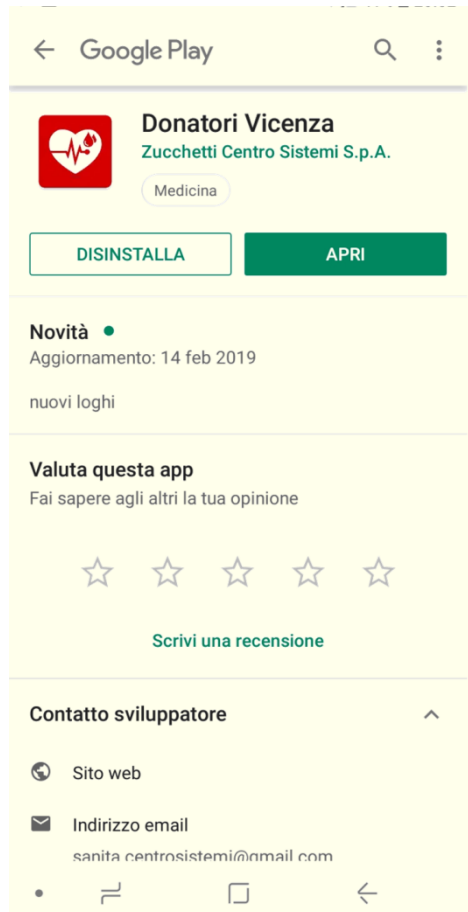 Google Play
Donatori Vicenza
Zucchetti Centro Sistemi S.p.A.
Medicina
DISINSTALLA
APRI
Novità
Aggiornamento: 14 feb 2019
nuovi loghi
Valuta questa app
Fai sapere agli altri la tua opinione
Scrivi una recensione
Contatto sviluppatore
Sito web
Indirizzo email
sanita.centrosistemi@gmail.com